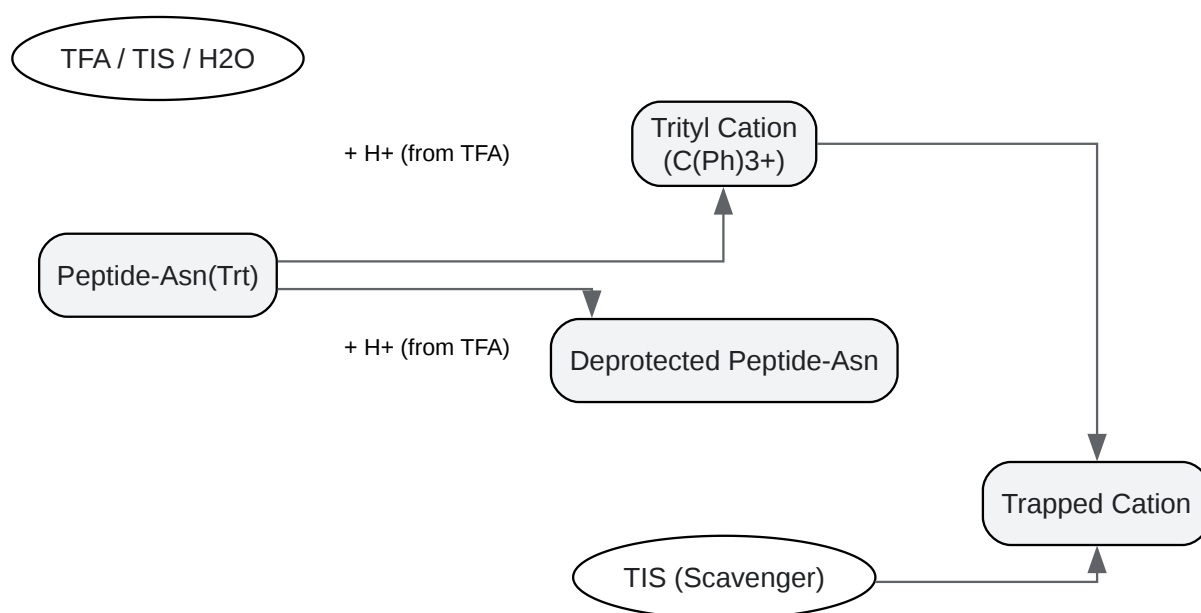 TFA / TIS / H2O
Trityl Cation
(C(Ph)3+)
+ H+ (from TFA)
Peptide-Asn(Trt)
+ H+ (from TFA)
Deprotected Peptide-Asn
Trapped Cation
TIS (Scavenger)